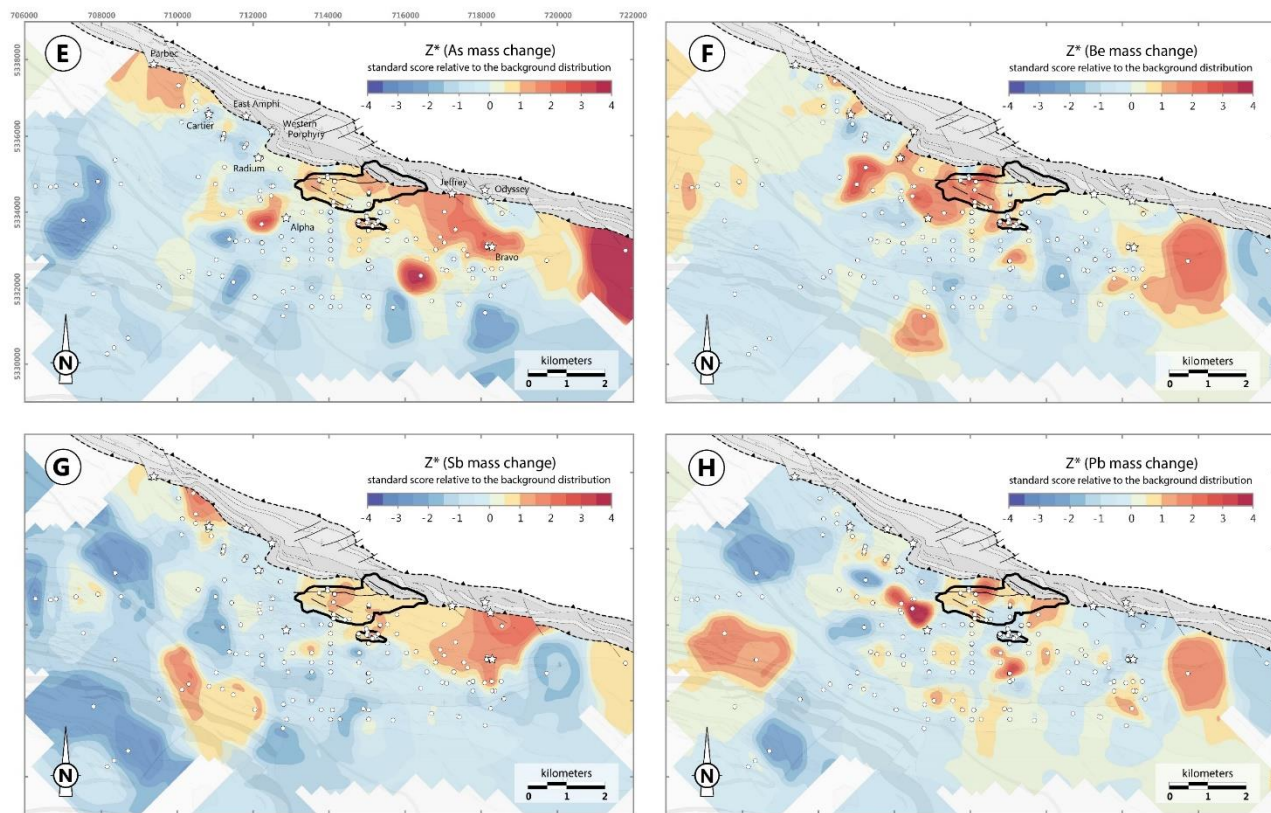 706000 708000 710000 712000 714000 716000 718000 720000 722000
E
Z* (As mass change)
standard score relative to the background distribution
-4 -3 -2 -1 0 1 2 3 4
5338000
5336000
5334000
5332000
5330000
Parbec
East Amphi
Cartier
Western
Porphyry
Radium
Jeffrey
Odyssey
Alpha
Bravo
N
kilometers
0 1 2
F
Z* (Be mass change)
standard score relative to the background distribution
-4 -3 -2 -1 0 1 2 3 4
N
kilometers
0 1 2
G
Z* (Sb mass change)
standard score relative to the background distribution
-4 -3 -2 -1 0 1 2 3 4
N
kilometers
0 1 2
H
Z* (Pb mass change)
standard score relative to the background distribution
-4 -3 -2 -1 0 1 2 3 4
N
kilometers
0 1 2